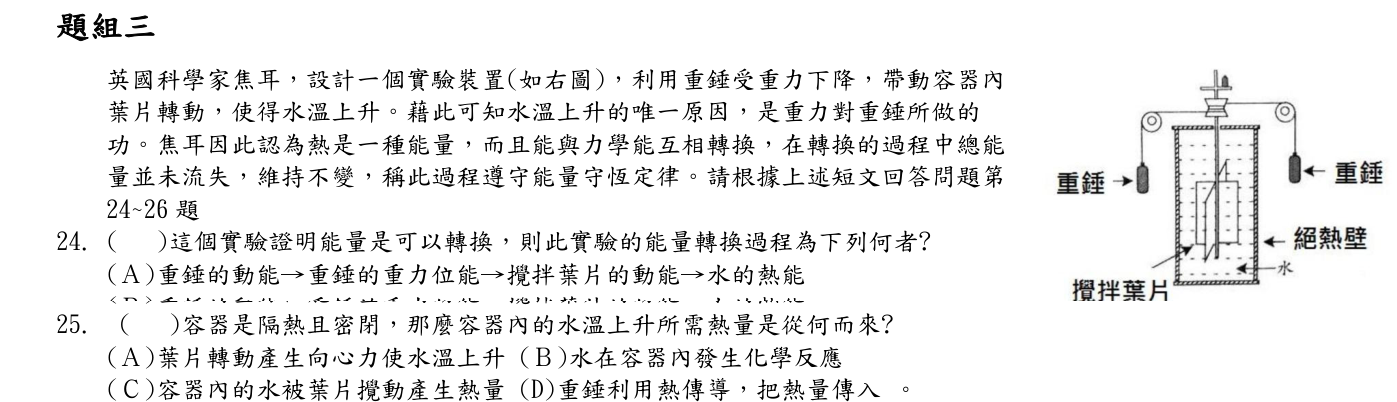 題組三
英國科學家焦耳，設計一個實驗裝置(如右圖)，利用重錘受重力下降，帶動容器內
葉片轉動，使得水溫上升。藉此可知水溫上升的唯一原因，是重力對重錘所做的
功。焦耳因此認為熱是一種能量，而且能與力學能互相轉換，在轉換的過程中總能
量並未流失，維持不變，稱此過程遵守能量守恆定律。請根據上述短文回答問題第
24~26 題
24. (　)這個實驗證明能量是可以轉換，則此實驗的能量轉換過程為下列何者?
(A)重錘的動能→重錘的重力位能→攪拌葉片的動能→水的熱能
25. (　)容器是隔熱且密閉，那麼容器內的水溫上升所需熱量是從何而來?
(A)葉片轉動產生向心力使水溫上升 (B)水在容器內發生化學反應
(C)容器內的水被葉片攪動產生熱量 (D)重錘利用熱傳導，把熱量傳入 。
重錘
重錘
絕熱壁
水
攪拌葉片